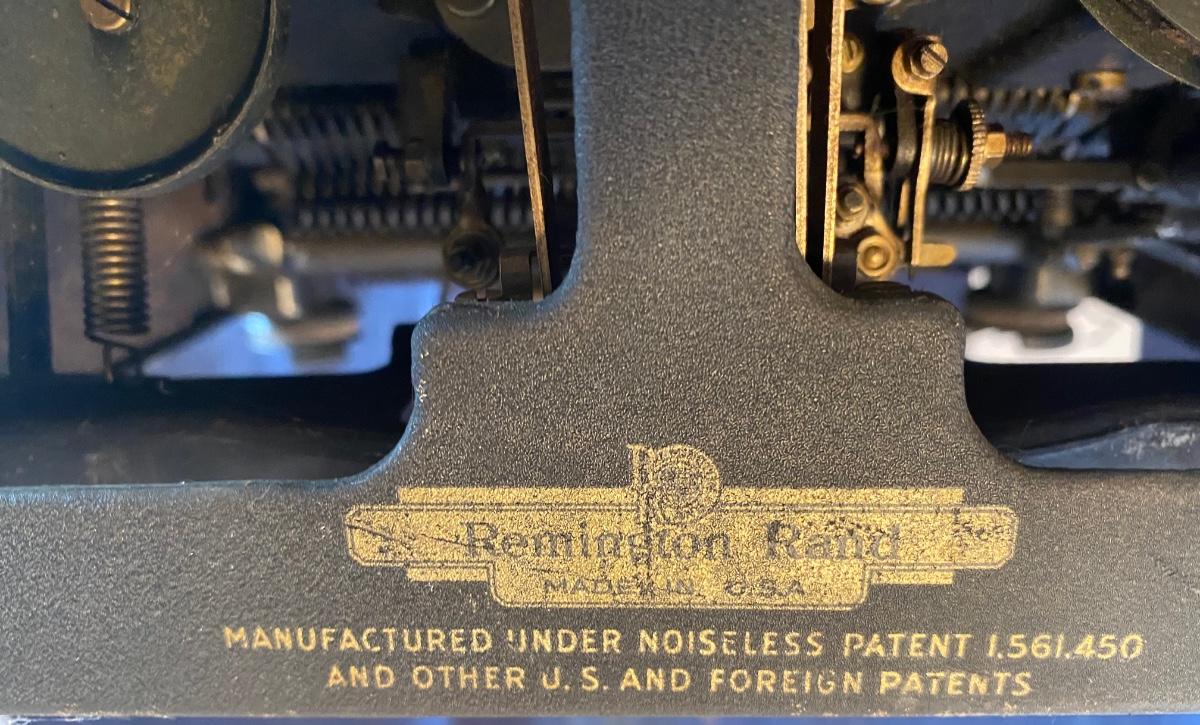 Remington Rand
MADE IN U.S.A
MANUFACTURED UNDER NOISELESS PATENT 1.561.450
AND OTHER U.S. AND FOREIGN PATENTS